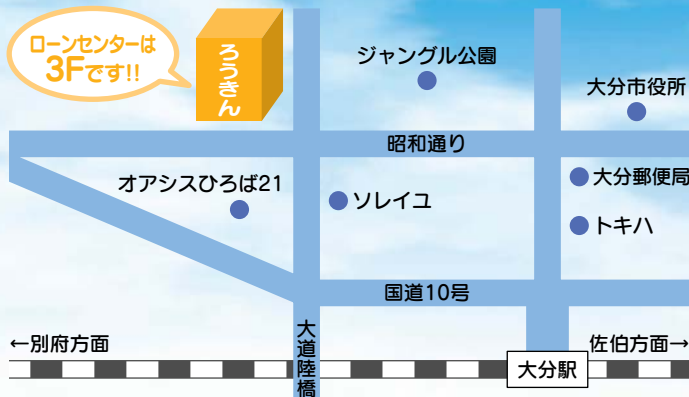 ローンセンターは
3Fです!!
ろうきん
ジャングル公園
大分市役所
昭和通り
オアシスひろば21
ソレイユ
大分郵便局
トキハ
国道10号
←別府方面
大道陸橋
大分駅
佐伯方面→